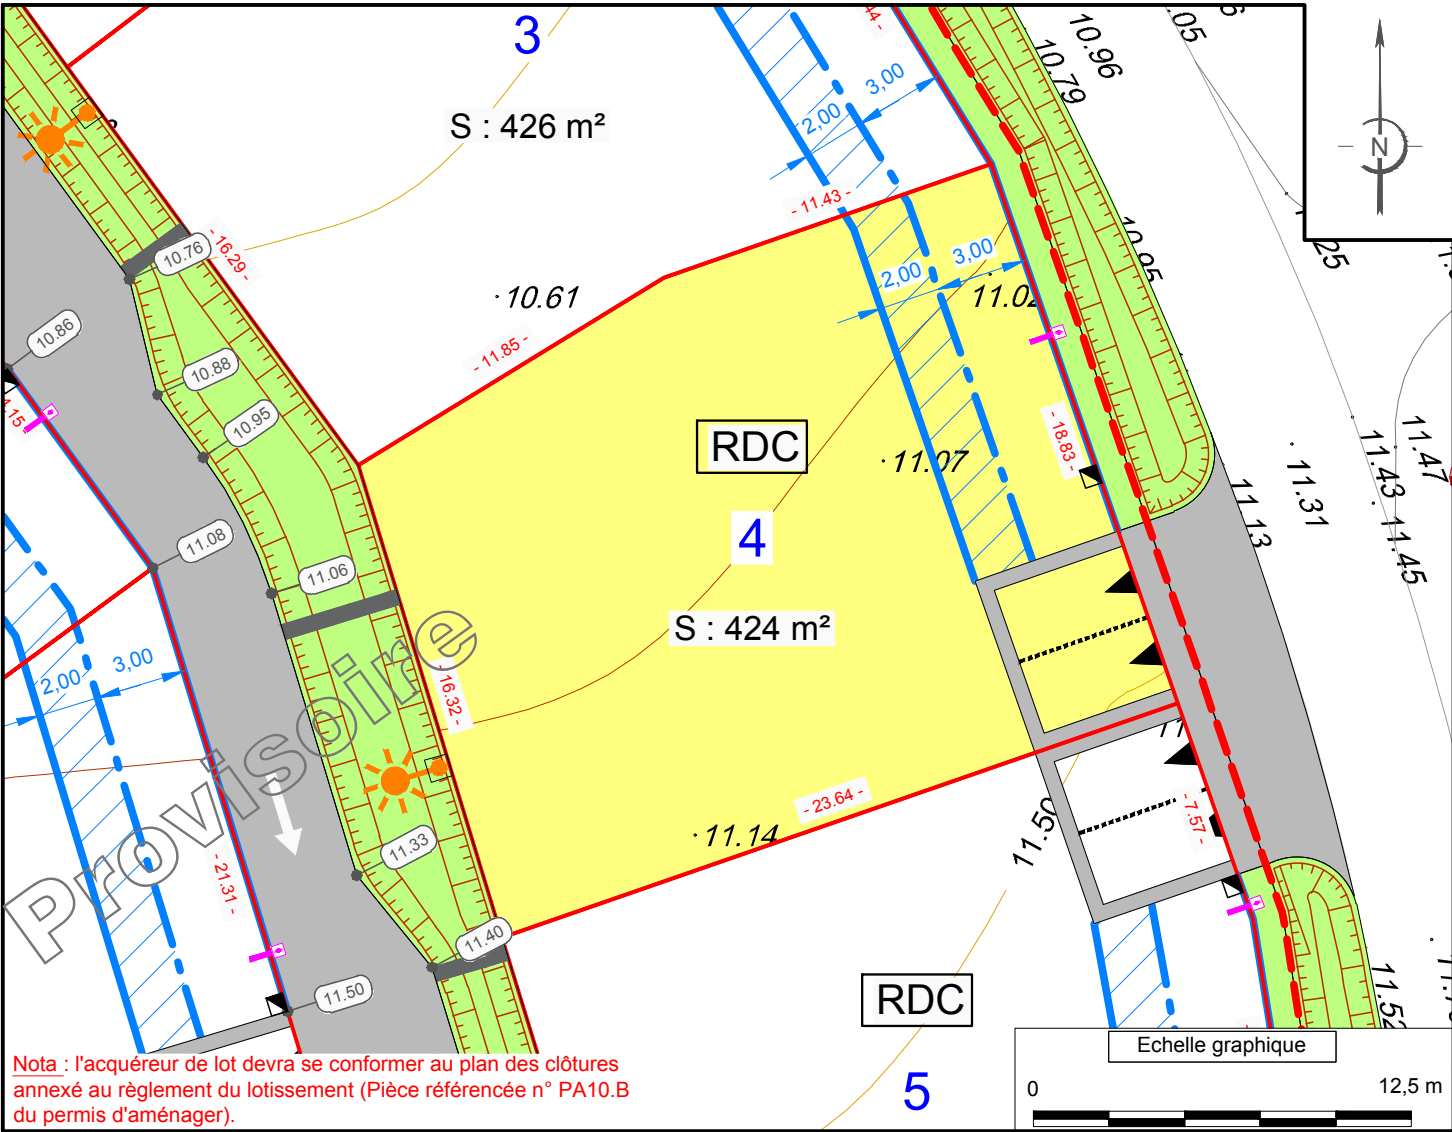 3
S : 426 m²
2,00
3,00
10.79
10.96
N
10.76
- 16.29 -
- 11.43 -
10.61
- 11.85 -
2,00
3,00
11.02
10.95
10.86
10.88
10.95
RDC
11.07
- 18.83 -
11.31
11.43
11.47
11.45
11.13
11.08
11.06
4
S : 424 m²
2,00
3,00
- 16.32 -
Provisoire
- 23.64 -
11.14
11.50
- 7.57 -
11.33
- 21.31 -
11.40
11.50
RDC
5
11.52
Nota : l'acquéreur de lot devra se conformer au plan des clôtures
annexé au règlement du lotissement (Pièce référencée n° PA10.B
du permis d'aménager).
Echelle graphique
0
12,5 m